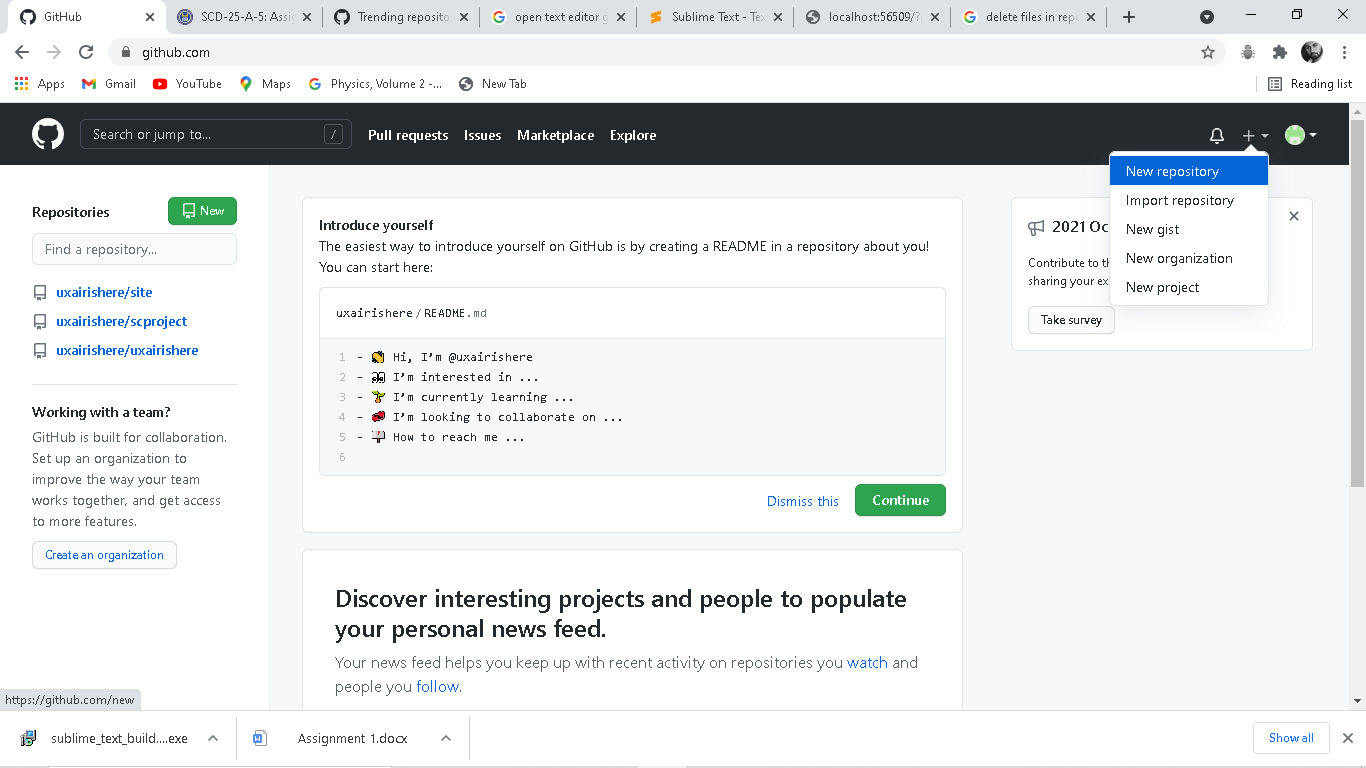 GitHub
SCD-25-A-5: Assi
Trending reposito
open text editor g
Sublime Text - Te
localhost:56509/?
delete files in rep
github.com
Apps
Gmail
YouTube
Maps
Physics, Volume 2 -...
New Tab
Reading list
Search or jump to...
/
Pull requests
Issues
Marketplace
Explore
New repository
Import repository
New gist
New organization
New project
Repositories
New
Find a repository...
uxairishere/site
uxairishere/scproject
uxairishere/uxairishere
Working with a team?
GitHub is built for collaboration.
Set up an organization to
improve the way your team
works together, and get access
to more features.
Create an organization
Introduce yourself
The easiest way to introduce yourself on GitHub is by creating a README in a repository about you!
You can start here:
uxairishere / README.md
1 - 👋 Hi, I'm @uxairishere
2 - 👀 I'm interested in ...
3 - 🌱 I'm currently learning ...
4 - 💞️ I'm looking to collaborate on ...
5 - 📫 How to reach me ...
6
Dismiss this
Continue
2021 Oc
Contribute to th
sharing your ex
Take survey
Discover interesting projects and people to populate
your personal news feed.
Your news feed helps you keep up with recent activity on repositories you watch and
people you follow.
https://github.com/new
sublime_text_build....exe
Assignment 1.docx
Show all